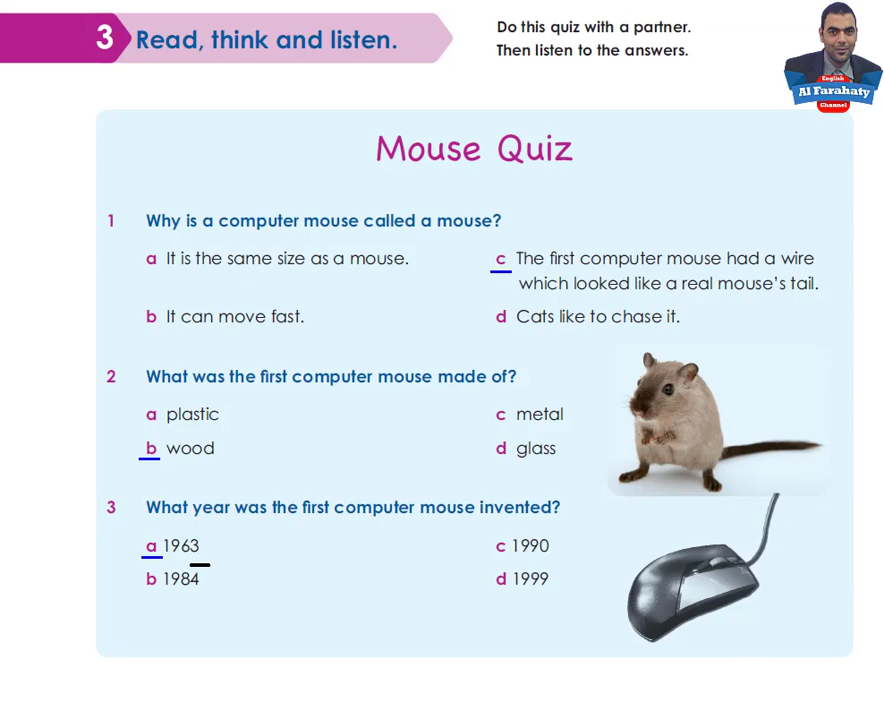 3 Read, think and listen.
Do this quiz with a partner.
Then listen to the answers.
English
Al Farahaty
Channel
Mouse Quiz
1 Why is a computer mouse called a mouse?
a It is the same size as a mouse.
c The first computer mouse had a wire
which looked like a real mouse's tail.
b It can move fast.
d Cats like to chase it.
2 What was the first computer mouse made of?
a plastic
c metal
b wood
d glass
3 What year was the first computer mouse invented?
a 1963
c 1990
b 1984
d 1999